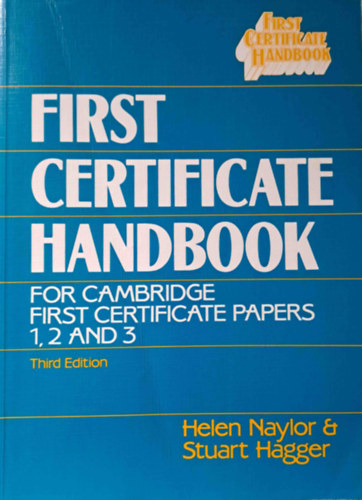 FIRST
CERTIFICATE
HANDBOOK
FIRST
CERTIFICATE
HANDBOOK
FOR CAMBRIDGE
FIRST CERTIFICATE PAPERS
1, 2 AND 3
Third Edition
Helen Naylor &
Stuart Hagger